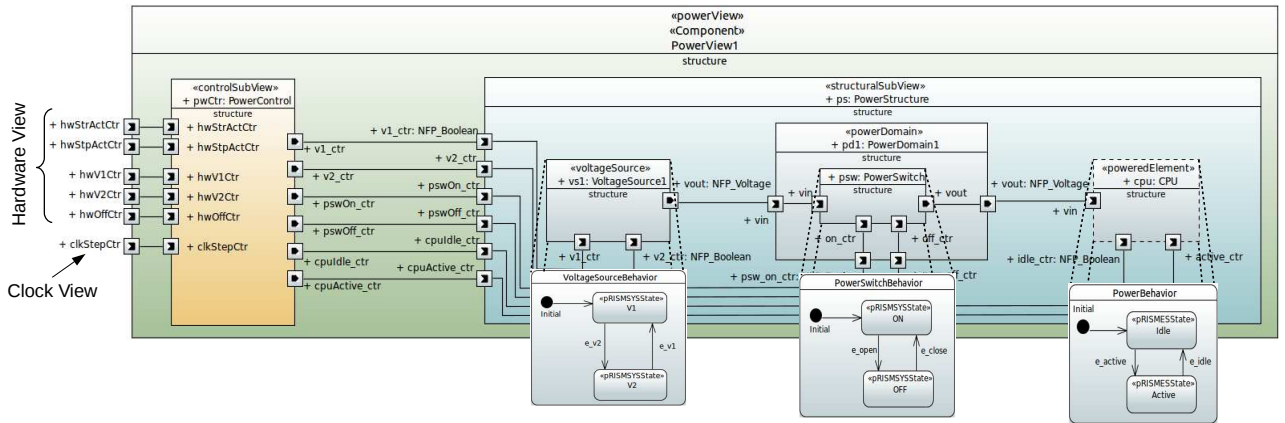 «powerView»
«Component»
PowerView1
structure
Hardware View
Clock View
+ hwStrActCtr
+ hwStpActCtr
+ hwV1Ctr
+ hwV2Ctr
+ hwOffCtr
+ clkStepCtr
«controlSubView»
+ pwCtr: PowerControl
structure
+ hwStrActCtr
+ hwStpActCtr
+ hwV1Ctr
+ hwV2Ctr
+ hwOffCtr
+ clkStepCtr
+ v1_ctr
+ v2_ctr
+ pswOn_ctr
+ pswOff_ctr
+ cpuIdle_ctr
+ cpuActive_ctr
+ v1_ctr: NFP_Boolean
+ v2_ctr
+ pswOn_ctr
+ pswOff_ctr
+ cpuIdle_ctr
+ cpuActive_ctr
«structuralSubView»
+ ps: PowerStructure
structure
«voltageSource»
+ vs1: VoltageSource1
structure
+ vout: NFP_Voltage
+ v1_ctr
+ v2_ctr: NFP_Boolean
«powerDomain»
+ pd1: PowerDomain1
structure
+ vin
+ vin
+ psw: PowerSwitch
structure
+ vout
+ on_ctr
+ off_ctr
+ psw_on_ctr:
ff_ctr
+ vout: NFP_Voltage
+ vin
«poweredElement»
+ cpu: CPU
structure
+ idle_ctr: NFP_Boolean
+ active_ctr
VoltageSourceBehavior
Initial
«pRISMSYSState»
V1
e_v2
e_v1
«pRISMSYSState»
V2
PowerSwitchBehavior
Initial
«pRISMSYSState»
ON
e_open
e_close
«pRISMSYSState»
OFF
PowerBehavior
Initial
«pRISMESState»
Idle
e_active
e_idle
«pRISMESState»
Active